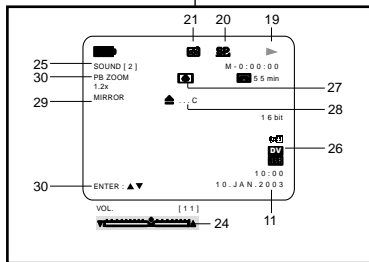 21 20 19
25 SOUND [ 2 ] M - 0 : 0 0 : 0 0
30 PB ZOOM 5 5 min 27
1.2x
29 MIRROR . . . C 28
1 6 bit
DV 26
1 0 : 0 0
30 ENTER : ▲ ▼ 1 0 . J A N . 2 0 0 3
11
VOL. [ 1 1 ]
24